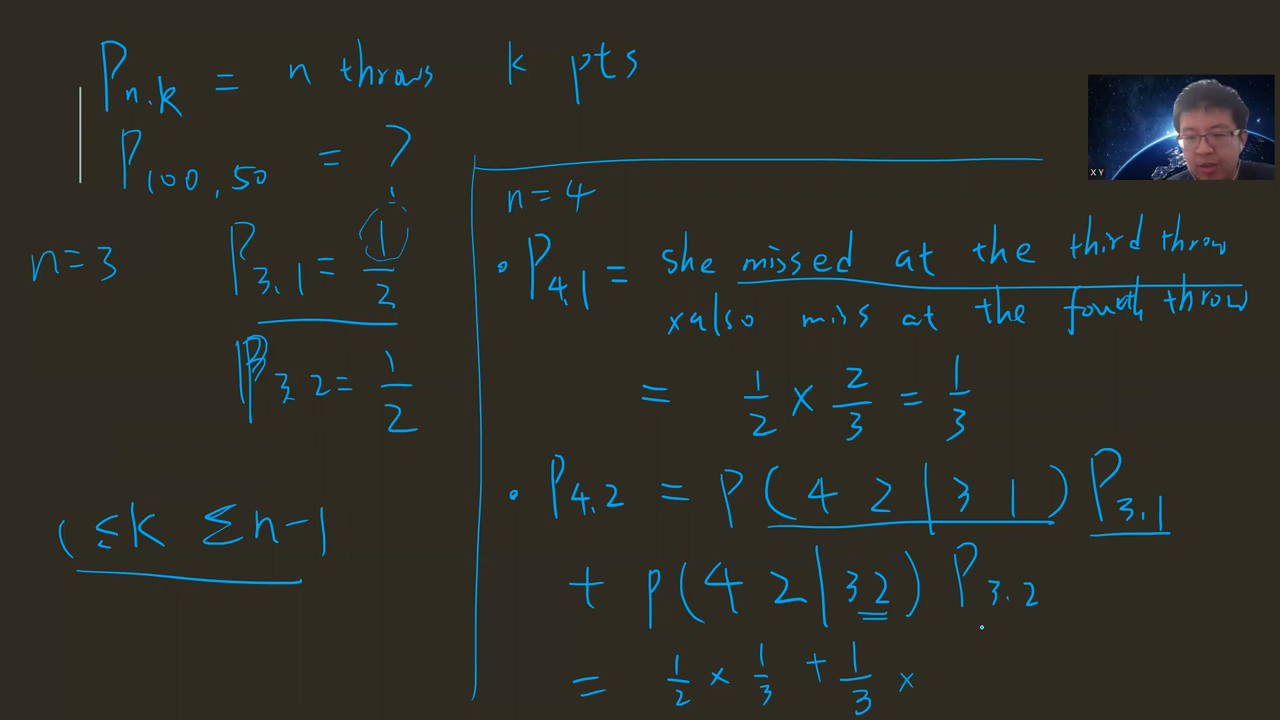 P_{n.k} = n throws k pts
P_{100,50} = ?
n=3 P_{3.1} = 1/2
P_{3.2} = 1/2
1 ≤ k ≤ n-1
n=4
• P_{4.1} = she missed at the third throw
x also miss at the fourth throw
= 1/2 × 2/3 = 1/3
• P_{4.2} = P(4 2 | 3 1) P_{3.1}
+ P(4 2 | 3 2) P_{3.2}
= 1/2 × 1/3 + 1/3 ×
X Y